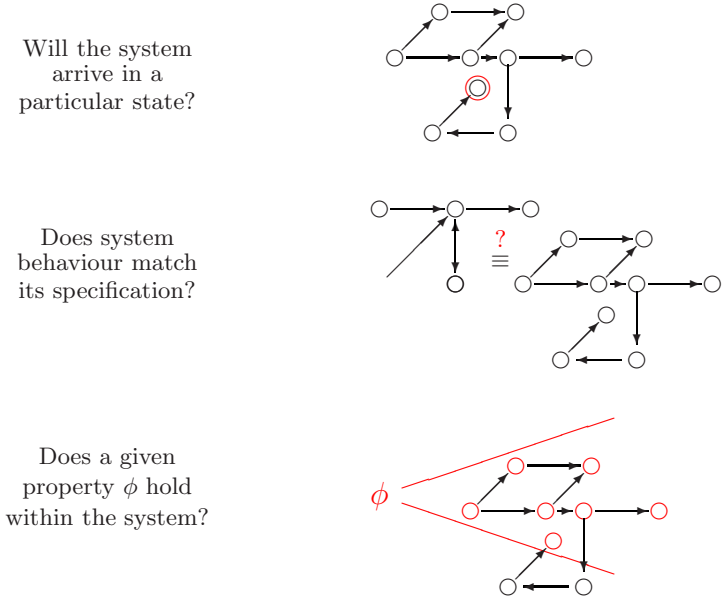 Will the system
arrive in a
particular state?
Does system
behaviour match
its specification?
?
≡
Does a given
property ϕ hold
within the system?
ϕ